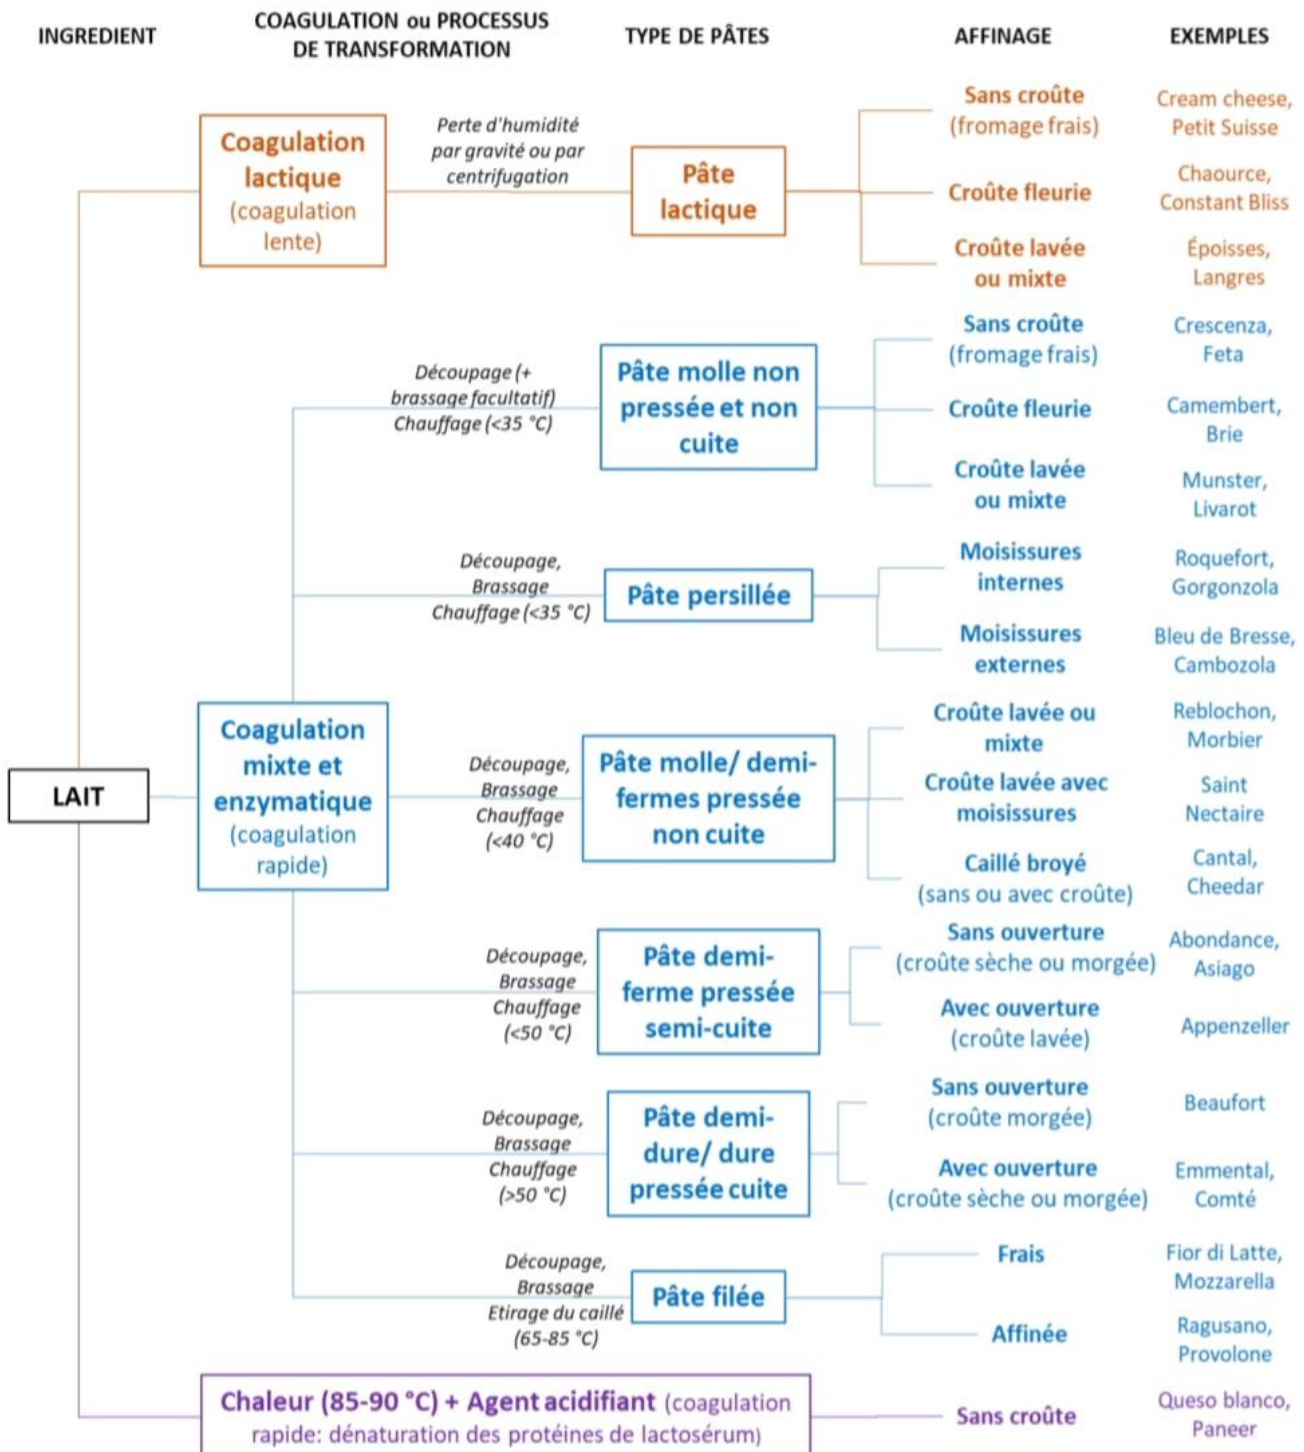 INGREDIENT
COAGULATION ou PROCESSUS
DE TRANSFORMATION
TYPE DE PÂTES
AFFINAGE
EXEMPLES
LAIT
Coagulation
lactique
(coagulation
lente)
Perte d'humidité
par gravité ou par
centrifugation
Pâte
lactique
Sans croûte
(fromage frais)
Cream cheese,
Petit Suisse
Croûte fleurie
Chaource,
Constant Bliss
Croûte lavée
ou mixte
Époisses,
Langres
Coagulation
mixte et
enzymatique
(coagulation
rapide)
Découpage (+
brassage facultatif)
Chauffage (<35 °C)
Pâte molle non
pressée et non
cuite
Sans croûte
(fromage frais)
Crescenza,
Feta
Croûte fleurie
Camembert,
Brie
Croûte lavée
ou mixte
Munster,
Livarot
Découpage,
Brassage
Chauffage (<35 °C)
Pâte persillée
Moisissures
internes
Roquefort,
Gorgonzola
Moisissures
externes
Bleu de Bresse,
Cambozola
Découpage,
Brassage
Chauffage
(<40 °C)
Pâte molle/ demi-
fermes pressée
non cuite
Croûte lavée ou
mixte
Reblochon,
Morbier
Croûte lavée avec
moisissures
Saint
Nectaire
Caillé broyé
(sans ou avec croûte)
Cantal,
Cheedar
Découpage,
Brassage
Chauffage
(<50 °C)
Pâte demi-
ferme pressée
semi-cuite
Sans ouverture
(croûte sèche ou morgée)
Abondance,
Asiago
Avec ouverture
(croûte lavée)
Appenzeller
Découpage,
Brassage
Chauffage
(>50 °C)
Pâte demi-
dure/ dure
pressée cuite
Sans ouverture
(croûte morgée)
Beaufort
Avec ouverture
(croûte sèche ou morgée)
Emmental,
Comté
Découpage,
Brassage
Etirage du caillé
(65-85 °C)
Pâte filée
Frais
Fior di Latte,
Mozzarella
Affinée
Ragusano,
Provolone
Chaleur (85-90 °C) + Agent acidifiant (coagulation
rapide: dénaturation des protéines de lactosérum)
Sans croûte
Queso blanco,
Paneer